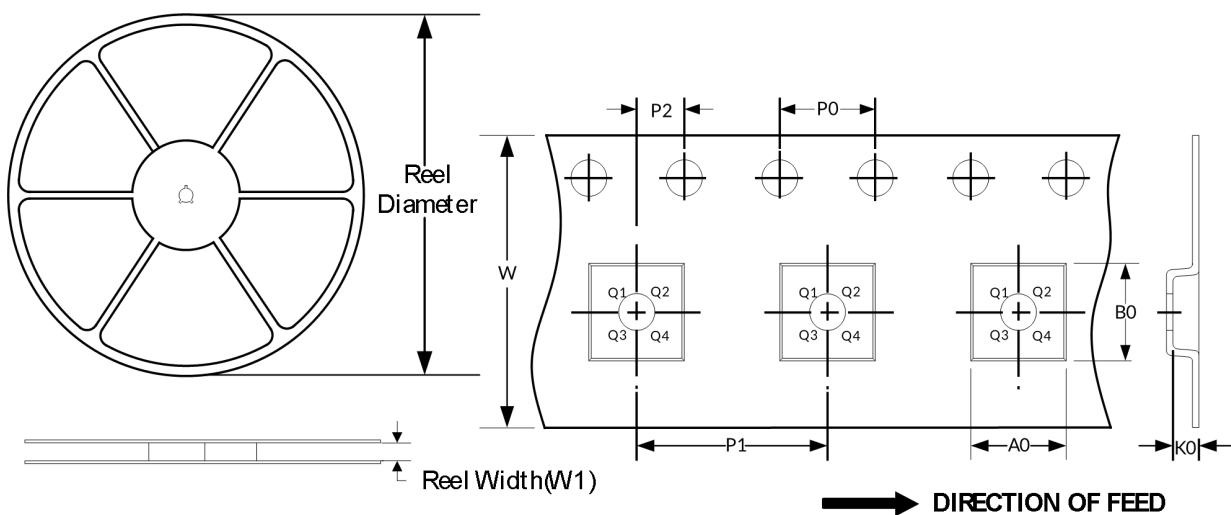 Reel
Diameter
Reel Width(W1)
P2
P0
W
Q1 Q2
Q3 Q4
Q1 Q2
Q3 Q4
Q1 Q2
Q3 Q4
B0
P1
A0
K0
DIRECTION OF FEED